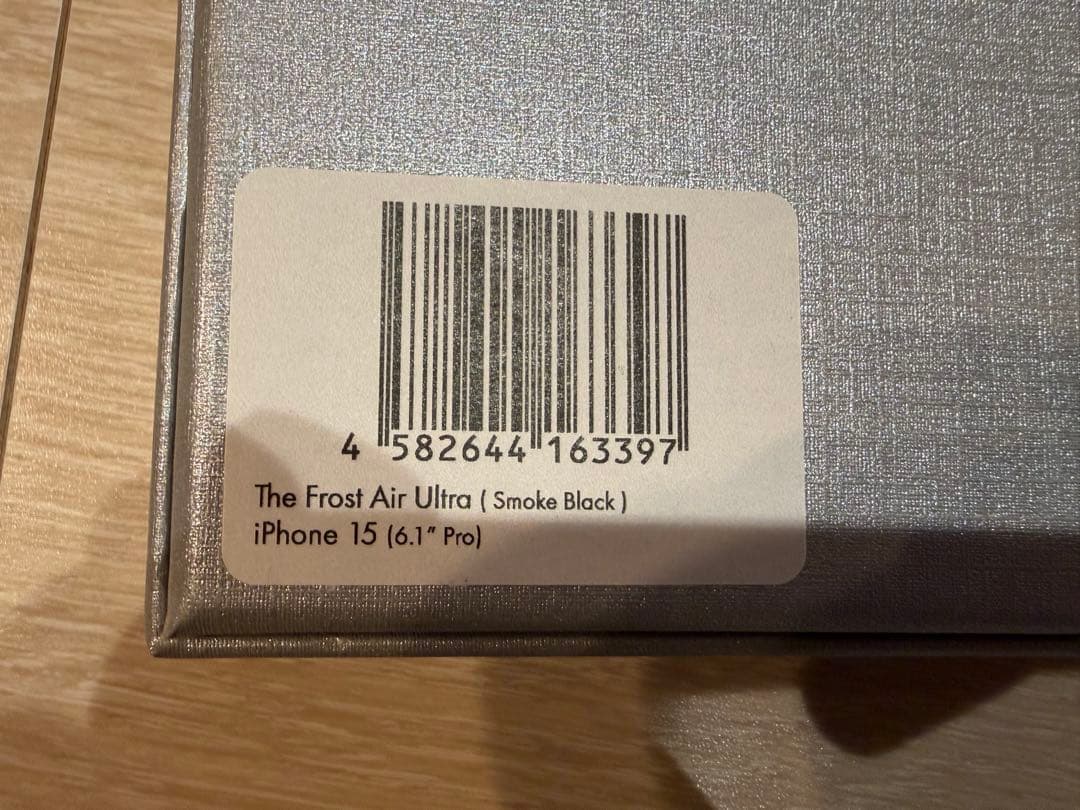 4 582644 163397
The Frost Air Ultra ( Smoke Black )
iPhone 15 (6.1" Pro)